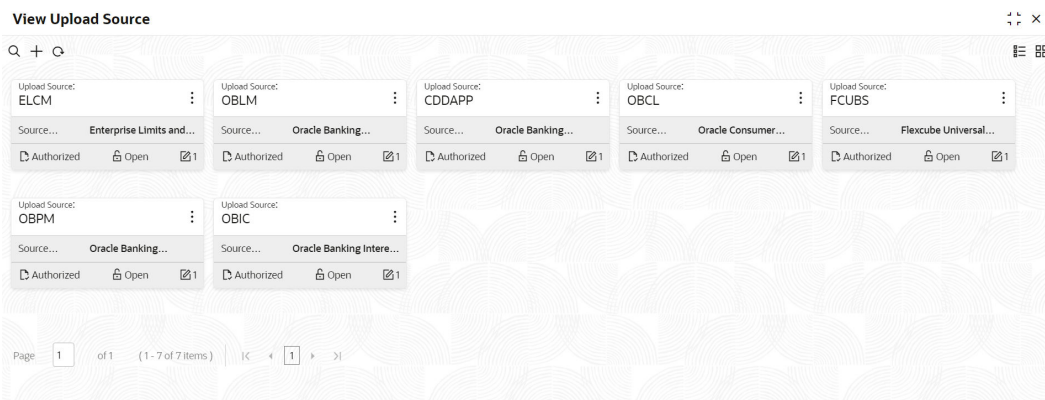 View Upload Source
Upload Source: Upload Source: Upload Source: Upload Source: Upload Source:
ELCM OBLM CDDAPP OBCL FCUBS
Source... Enterprise Limits and... Source... Oracle Banking... Source... Oracle Banking... Source... Oracle Consumer... Source... Flexcube Universal...
Authorized Open 1 Authorized Open 1 Authorized Open 1 Authorized Open 1 Authorized Open 1
Upload Source: Upload Source:
OBPM OBIC
Source... Oracle Banking... Source... Oracle Banking Intere...
Authorized Open 1 Authorized Open 1
Page 1 of 1 (1 - 7 of 7 items) 1